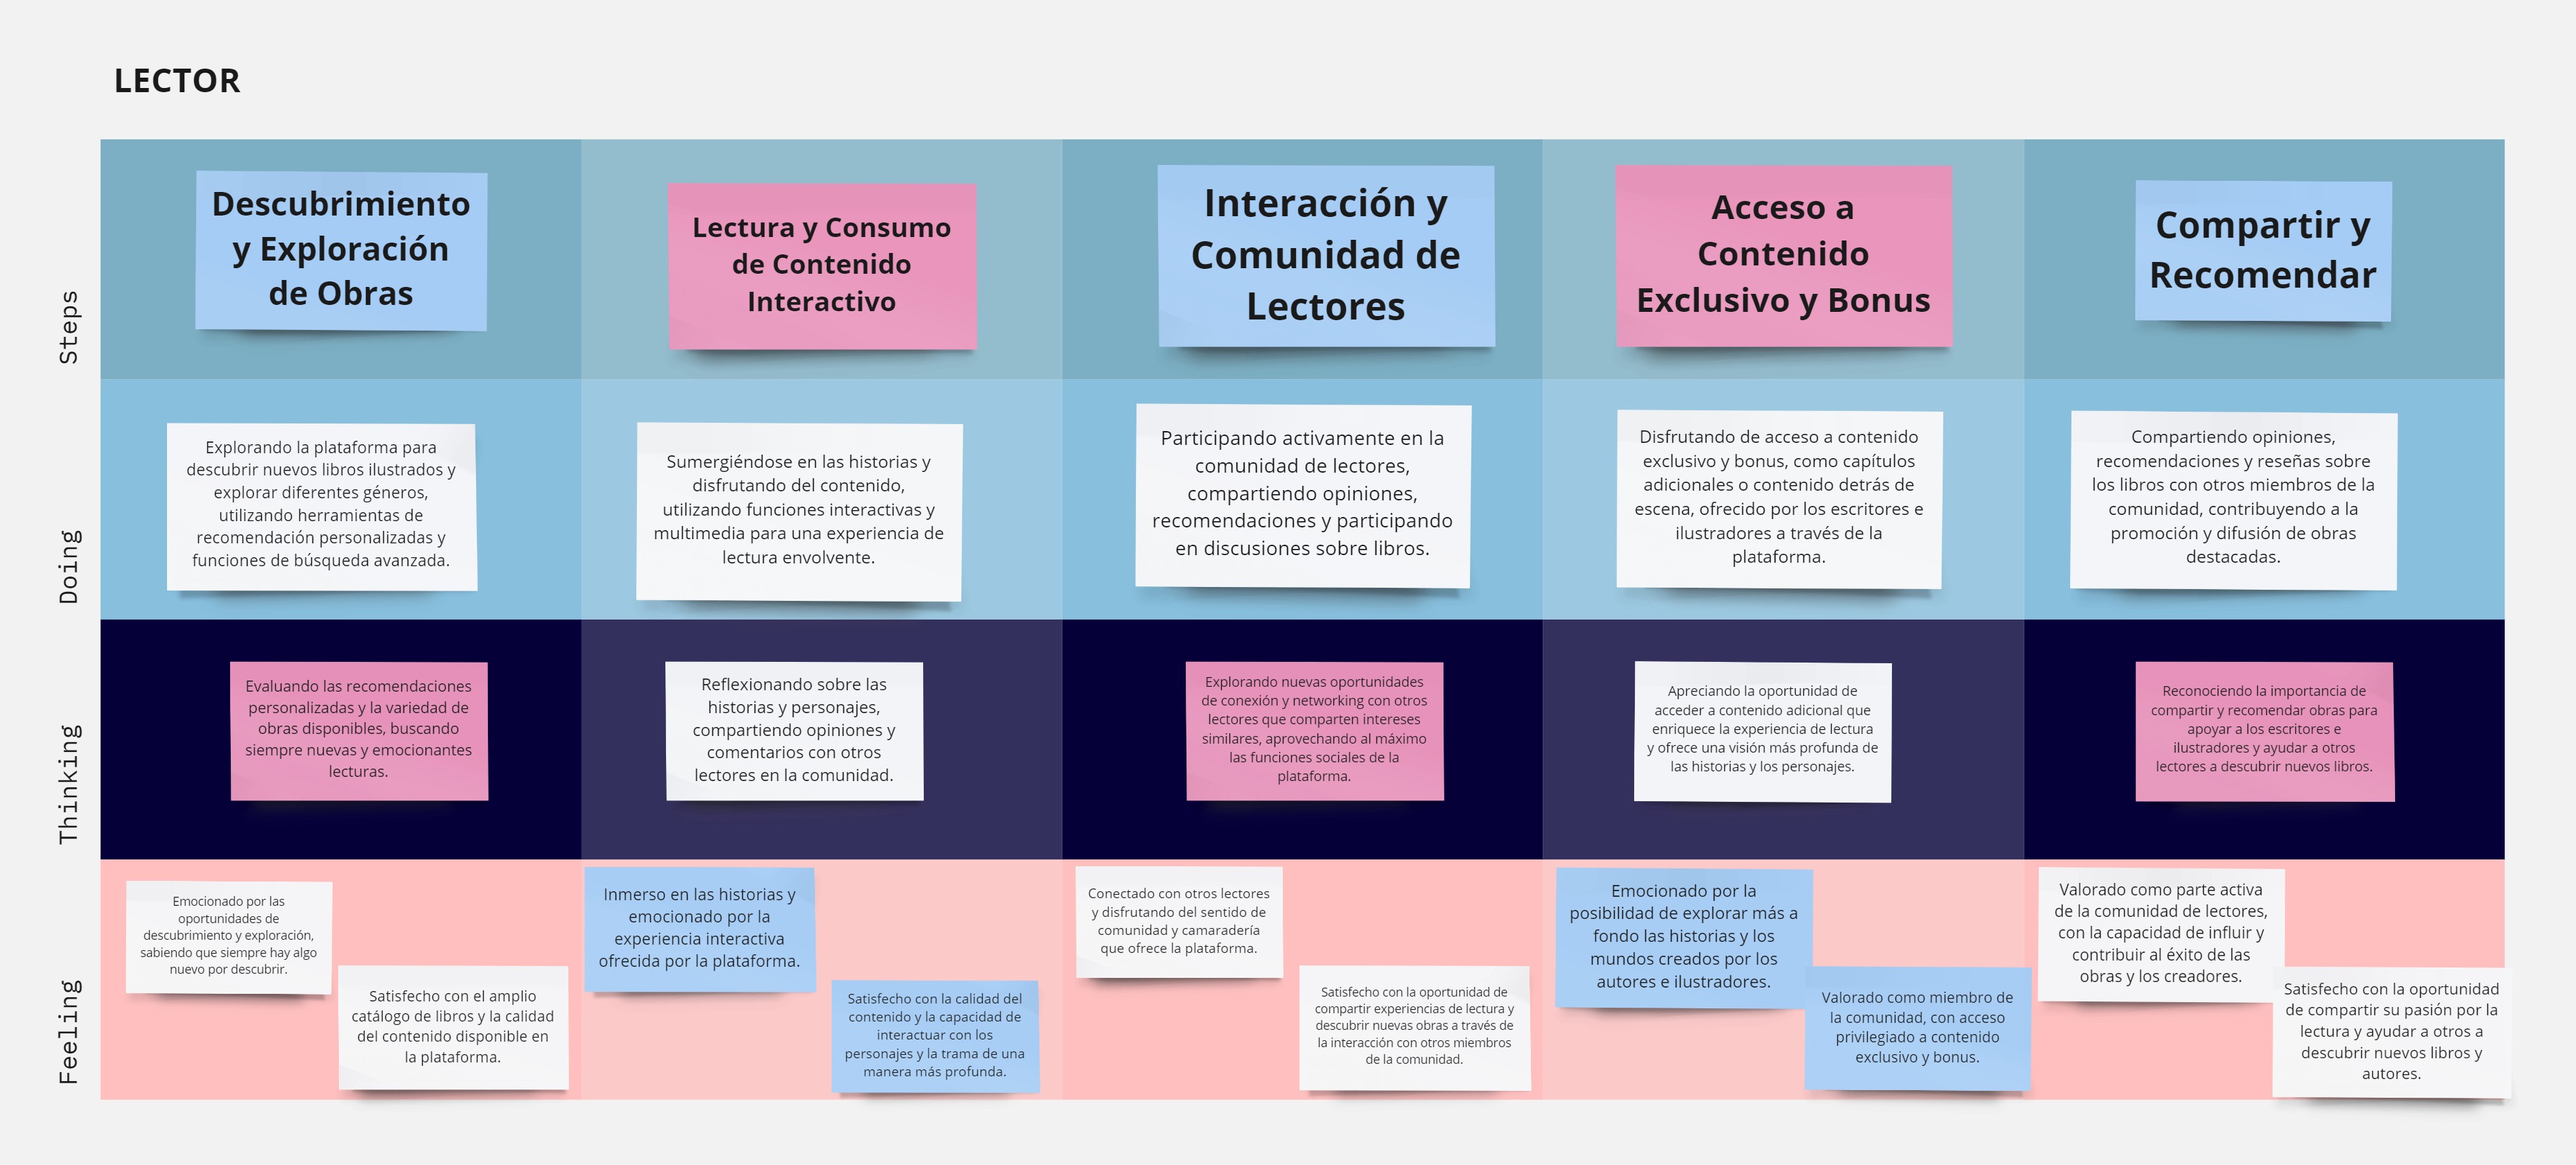 LECTOR
Steps
Descubrimiento
y Exploración
de Obras
Lectura y Consumo
de Contenido
Interactivo
Interacción y
Comunidad de
Lectores
Acceso a
Contenido
Exclusivo y Bonus
Compartir y
Recomendar
Doing
Explorando la plataforma para
descubrir nuevos libros ilustrados y
explorar diferentes géneros,
utilizando herramientas de
recomendación personalizadas y
funciones de búsqueda avanzada.
Sumergiéndose en las historias y
disfrutando del contenido,
utilizando funciones interactivas y
multimedia para una experiencia de
lectura envolvente.
Participando activamente en la
comunidad de lectores,
compartiendo opiniones,
recomendaciones y participando
en discusiones sobre libros.
Disfrutando de acceso a contenido
exclusivo y bonus, como capítulos
adicionales o contenido detrás de
escena, ofrecido por los escritores e
ilustradores a través de la
plataforma.
Compartiendo opiniones,
recomendaciones y reseñas sobre
los libros con otros miembros de la
comunidad, contribuyendo a la
promoción y difusión de obras
destacadas.
Thinking
Evaluando las recomendaciones
personalizadas y la variedad de
obras disponibles, buscando
siempre nuevas y emocionantes
lecturas.
Reflexionando sobre las
historias y personajes,
compartiendo opiniones y
comentarios con otros
lectores en la comunidad.
Explorando nuevas oportunidades
de conexión y networking con otros
lectores que comparten intereses
similares, aprovechando al máximo
las funciones sociales de la
plataforma.
Apreciando la oportunidad de
acceder a contenido adicional que
enriquece la experiencia de lectura
y ofrece una visión más profunda de
las historias y los personajes.
Reconociendo la importancia de
compartir y recomendar obras para
apoyar a los escritores e
ilustradores y ayudar a otros
lectores a descubrir nuevos libros.
Feeling
Emocionado por las
oportunidades de
descubrimiento y exploración,
sabiendo que siempre hay algo
nuevo por descubrir.
Satisfecho con el amplio
catálogo de libros y la calidad
del contenido disponible en
la plataforma.
Inmerso en las historias y
emocionado por la
experiencia interactiva
ofrecida por la plataforma.
Satisfecho con la calidad del
contenido y la capacidad de
interactuar con los
personajes y la trama de una
manera más profunda.
Conectado con otros lectores
y disfrutando del sentido de
comunidad y camaradería
que ofrece la plataforma.
Satisfecho con la oportunidad de
compartir experiencias de lectura y
descubrir nuevas obras a través de
la interacción con otros miembros
de la comunidad.
Emocionado por la
posibilidad de explorar más a
fondo las historias y los
mundos creados por los
autores e ilustradores.
Valorado como miembro de
la comunidad, con acceso
privilegiado a contenido
exclusivo y bonus.
Valorado como parte activa
de la comunidad de lectores,
con la capacidad de influir y
contribuir al éxito de las
obras y los creadores.
Satisfecho con la oportunidad
de compartir su pasión por la
lectura y ayudar a otros a
descubrir nuevos libros y
autores.